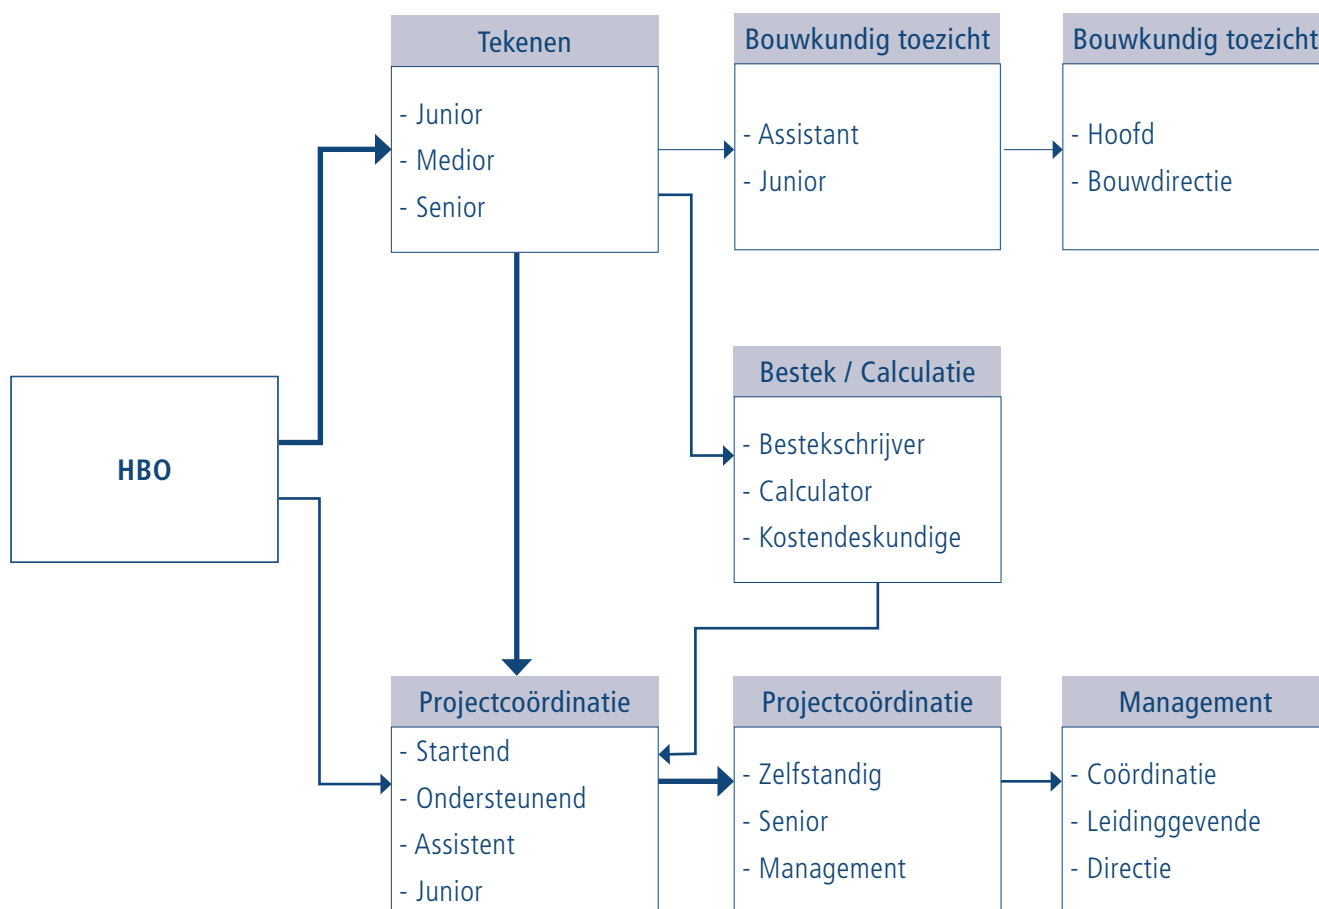 Tekenen
- Junior
- Medior
- Senior
Bouwkundig toezicht
- Assistant
- Junior
Bouwkundig toezicht
- Hoofd
- Bouwdirectie
HBO
Bestek / Calculatie
- Bestekschrijver
- Calculator
- Kostendeskundige
Projectcoördinatie
- Startend
- Ondersteunend
- Assistent
- Junior
Projectcoördinatie
- Zelfstandig
- Senior
- Management
Management
- Coördinatie
- Leidinggevende
- Directie